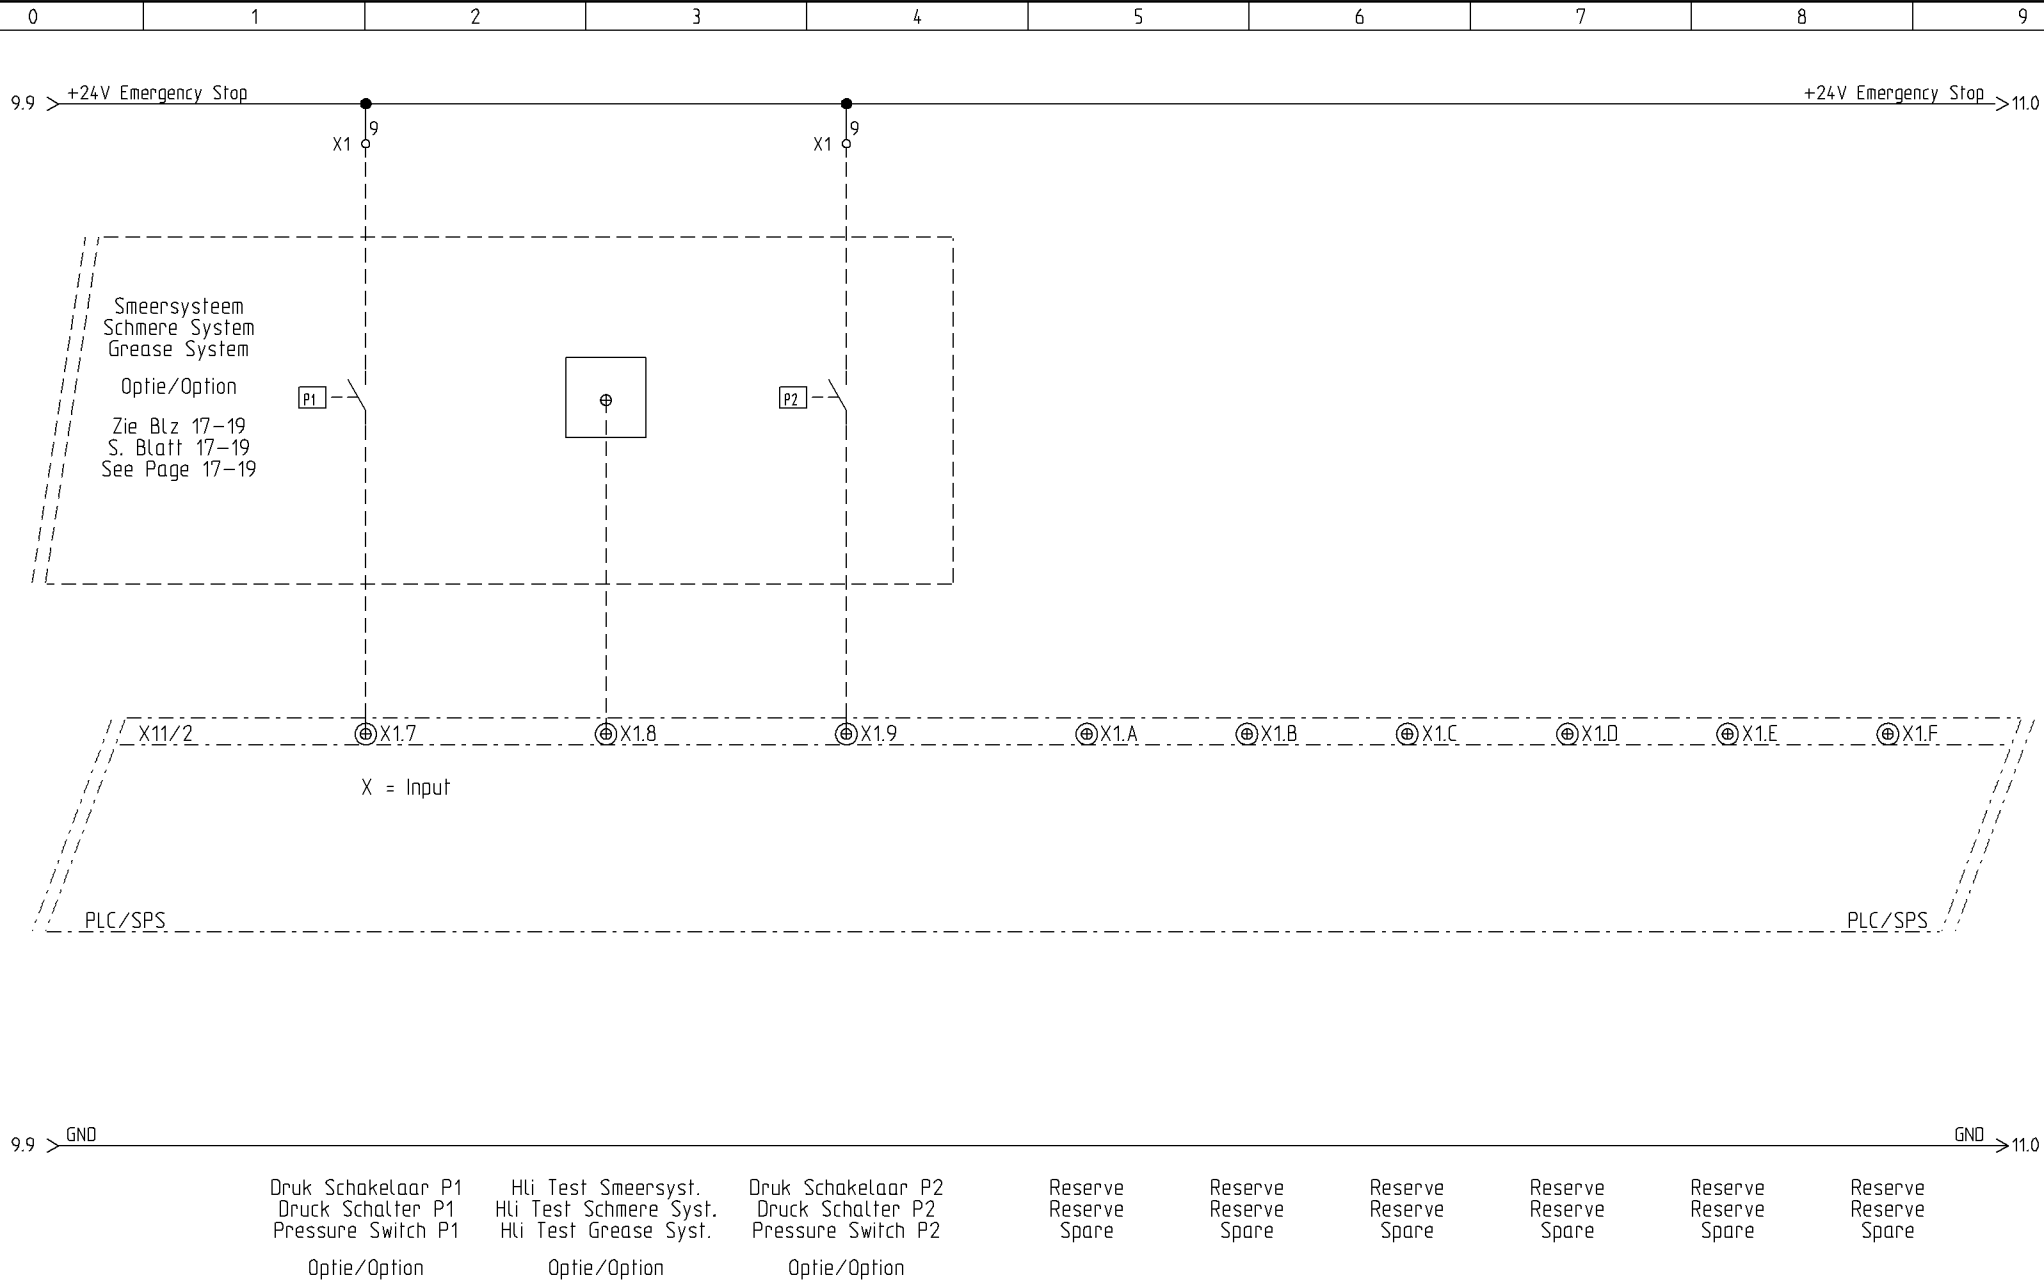 0 1 2 3 4 5 6 7 8 9
+24V Emergency Stop +24V Emergency Stop
9.9 11.0
9 9
X1 X1
Smeersysteem
Schmere System
Grease System
Optie/Option
P1 P2
Zie Blz 17-19
S. Blatt 17-19
See Page 17-19
X11/2 X1.7 X1.8 X1.9 X1.A X1.B X1.C X1.D X1.E X1.F
X = Input
PLC/SPS PLC/SPS
GND GND
9.9 11.0
Druk Schakelaar P1 Hli Test Smeersyst. Druk Schakelaar P2 Reserve Reserve Reserve Reserve Reserve Reserve
Druck Schalter P1 Hli Test Schmere Syst. Druck Schalter P2 Reserve Reserve Reserve Reserve Reserve Reserve
Pressure Switch P1 Hli Test Grease Syst. Pressure Switch P2 Spare Spare Spare Spare Spare Spare
Optie/Option Optie/Option Optie/Option